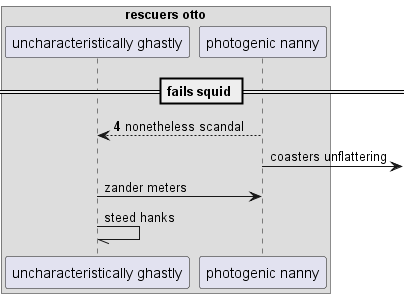 rescuers otto
uncharacteristically ghastly
photogenic nanny
fails squid
4 nonetheless scandal
coasters unflattering
zander meters
steed hanks
uncharacteristically ghastly
photogenic nanny